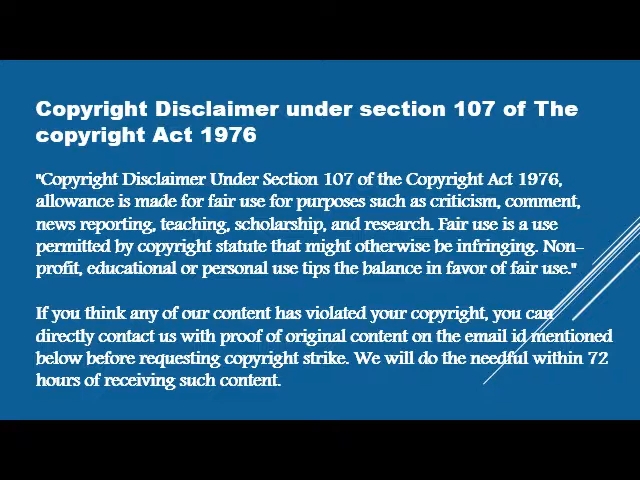 Copyright Disclaimer under section 107 of The
copyright Act 1976
"Copyright Disclaimer Under Section 107 of the Copyright Act 1976,
allowance is made for fair use for purposes such as criticism, comment,
news reporting, teaching, scholarship, and research. Fair use is a use
permitted by copyright statute that might otherwise be infringing. Non-
profit, educational or personal use tips the balance in favor of fair use."
If you think any of our content has violated your copyright, you can
directly contact us with proof of original content on the email id mentioned
below before requesting copyright strike. We will do the needful within 72
hours of receiving such content.